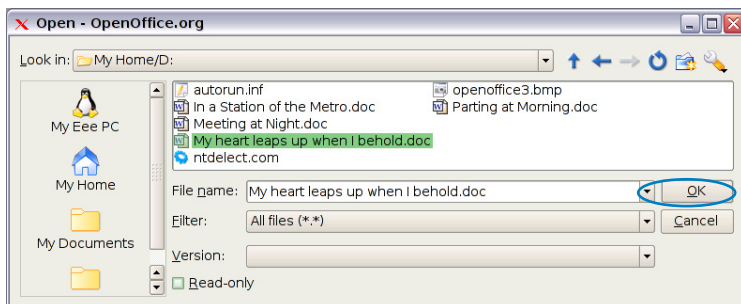 Open - OpenOffice.org
Look in: My Home/D:
My Eee PC
My Home
My Documents
autorun.inf
In a Station of the Metro.doc
Meeting at Night.doc
My heart leaps up when I behold.doc
ntdelect.com
openoffice3.bmp
Parting at Morning.doc
File name: My heart leaps up when I behold.doc OK
Filter: All files (*.*) Cancel
Version:
Read-only